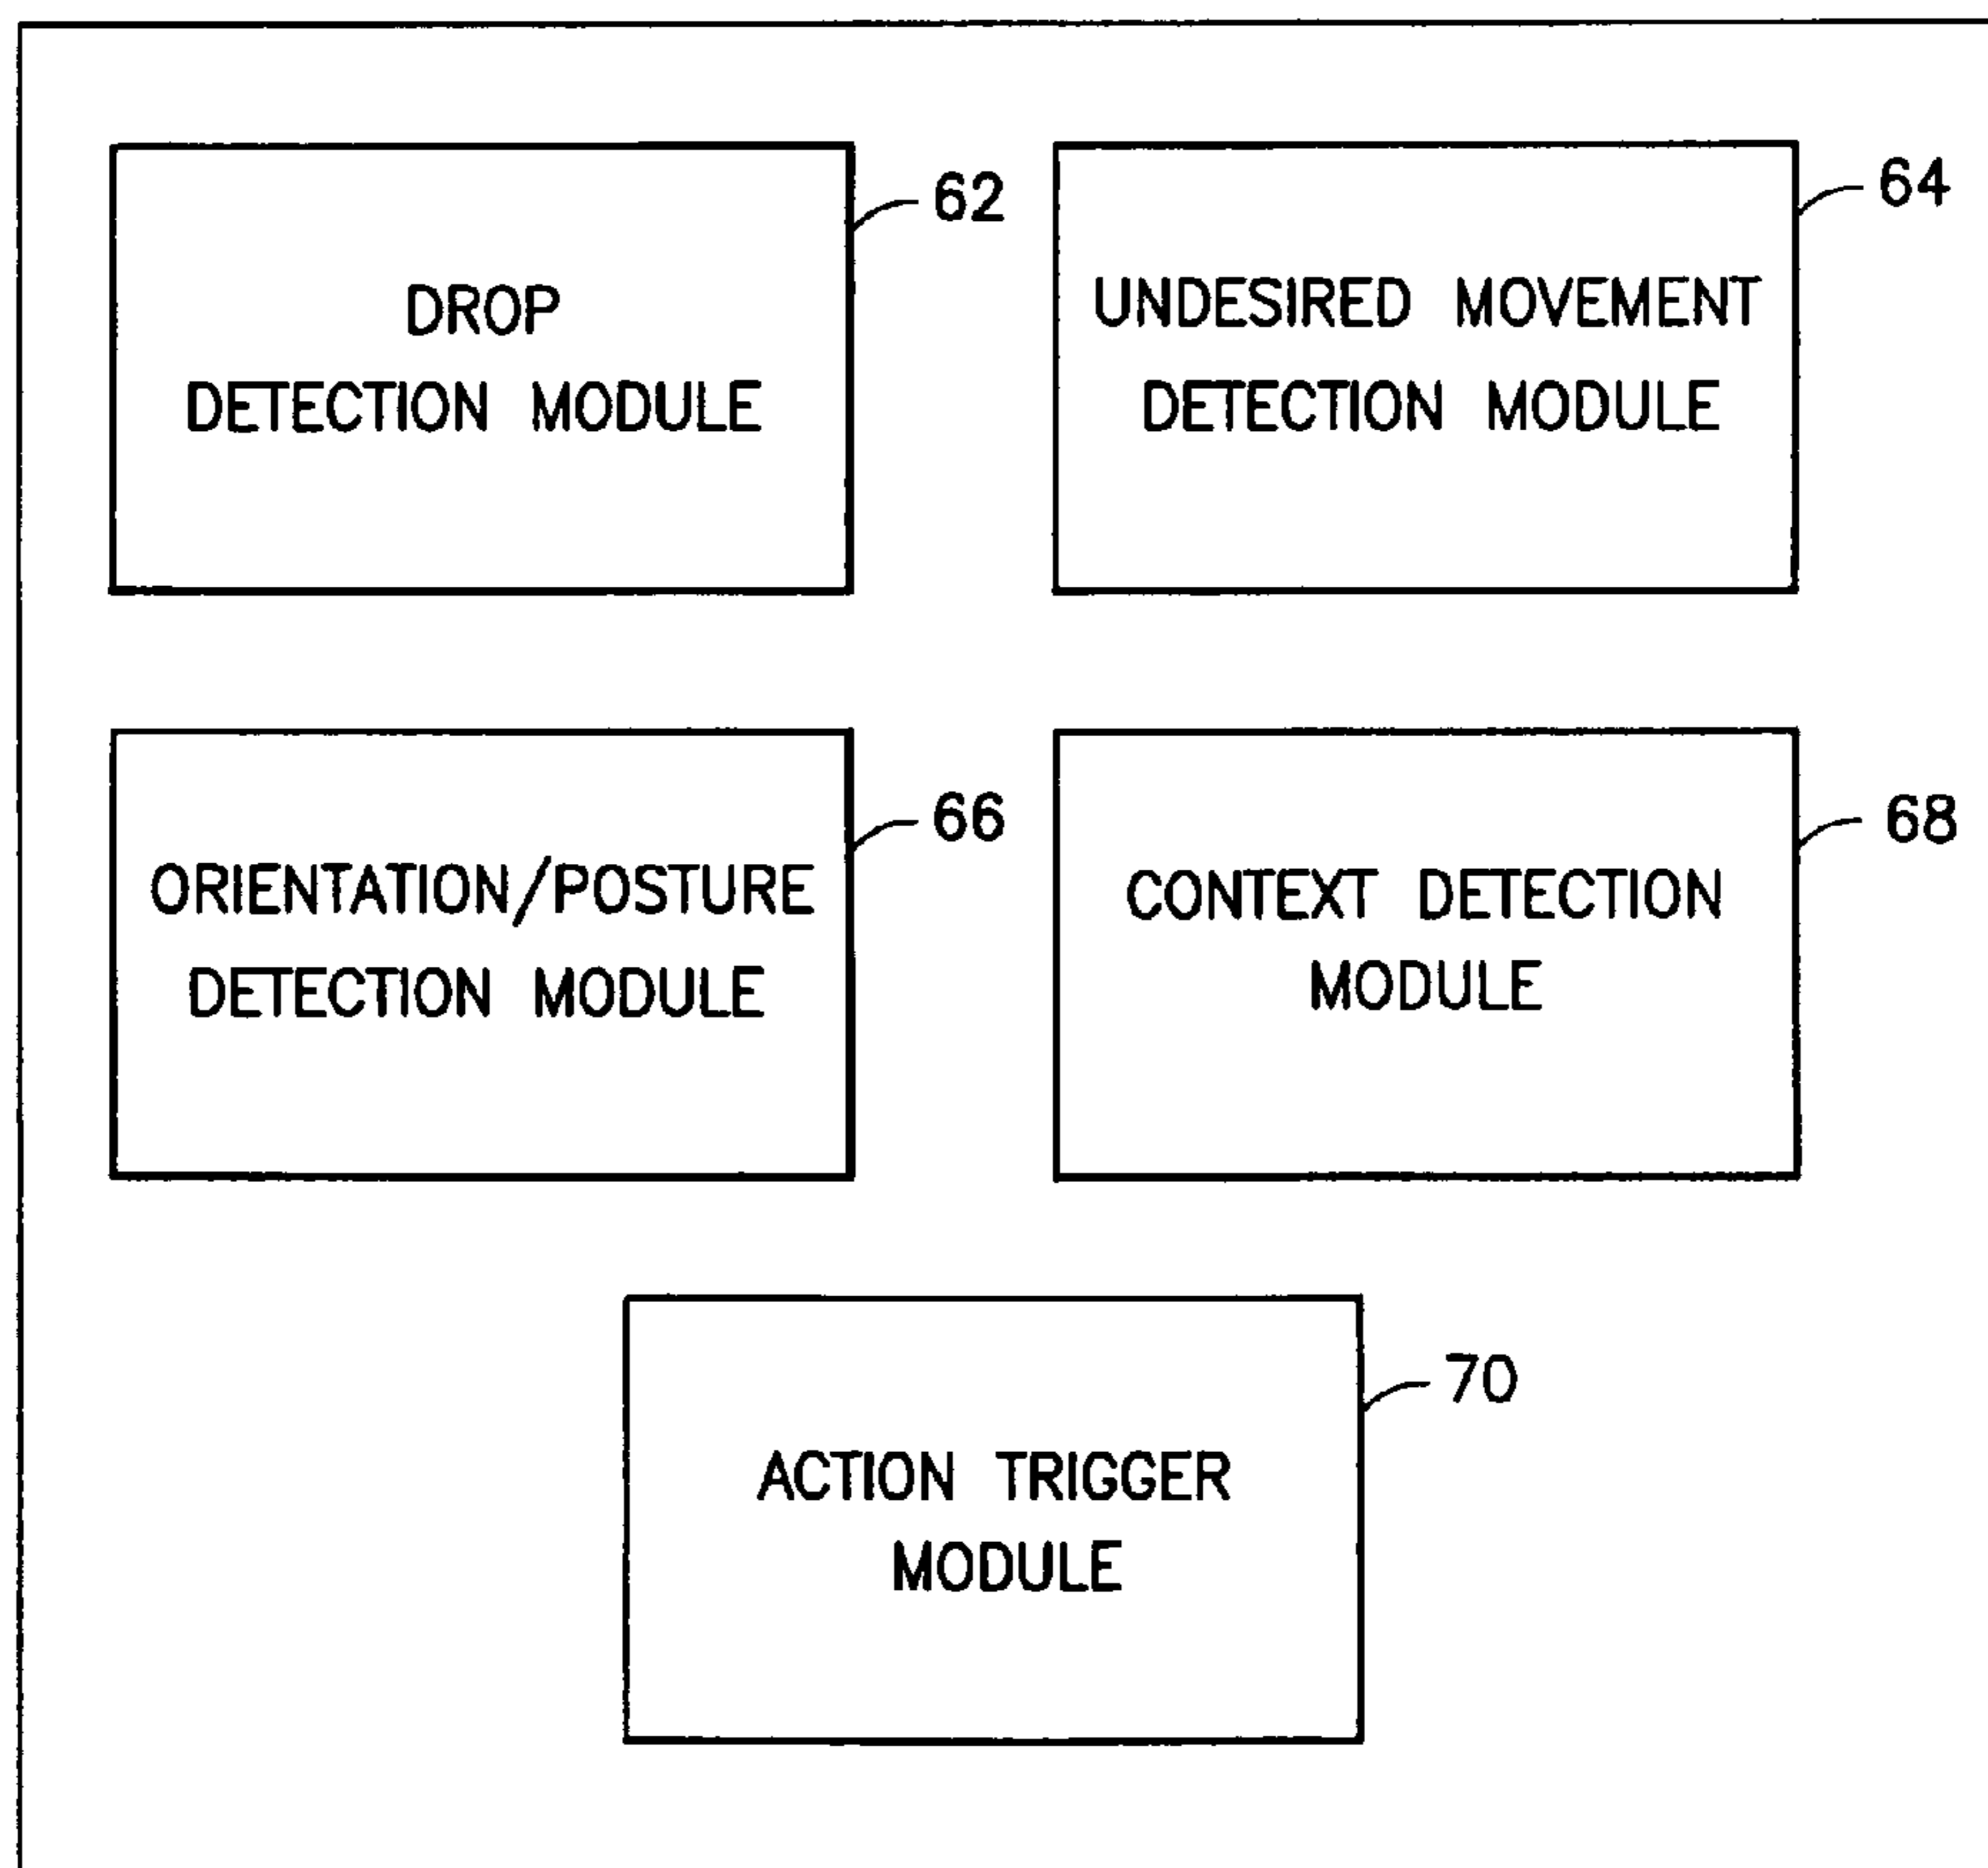 DROP
DETECTION MODULE
62
UNDESIRED MOVEMENT
DETECTION MODULE
64
ORIENTATION/POSTURE
DETECTION MODULE
66
CONTEXT DETECTION
MODULE
68
ACTION TRIGGER
MODULE
70